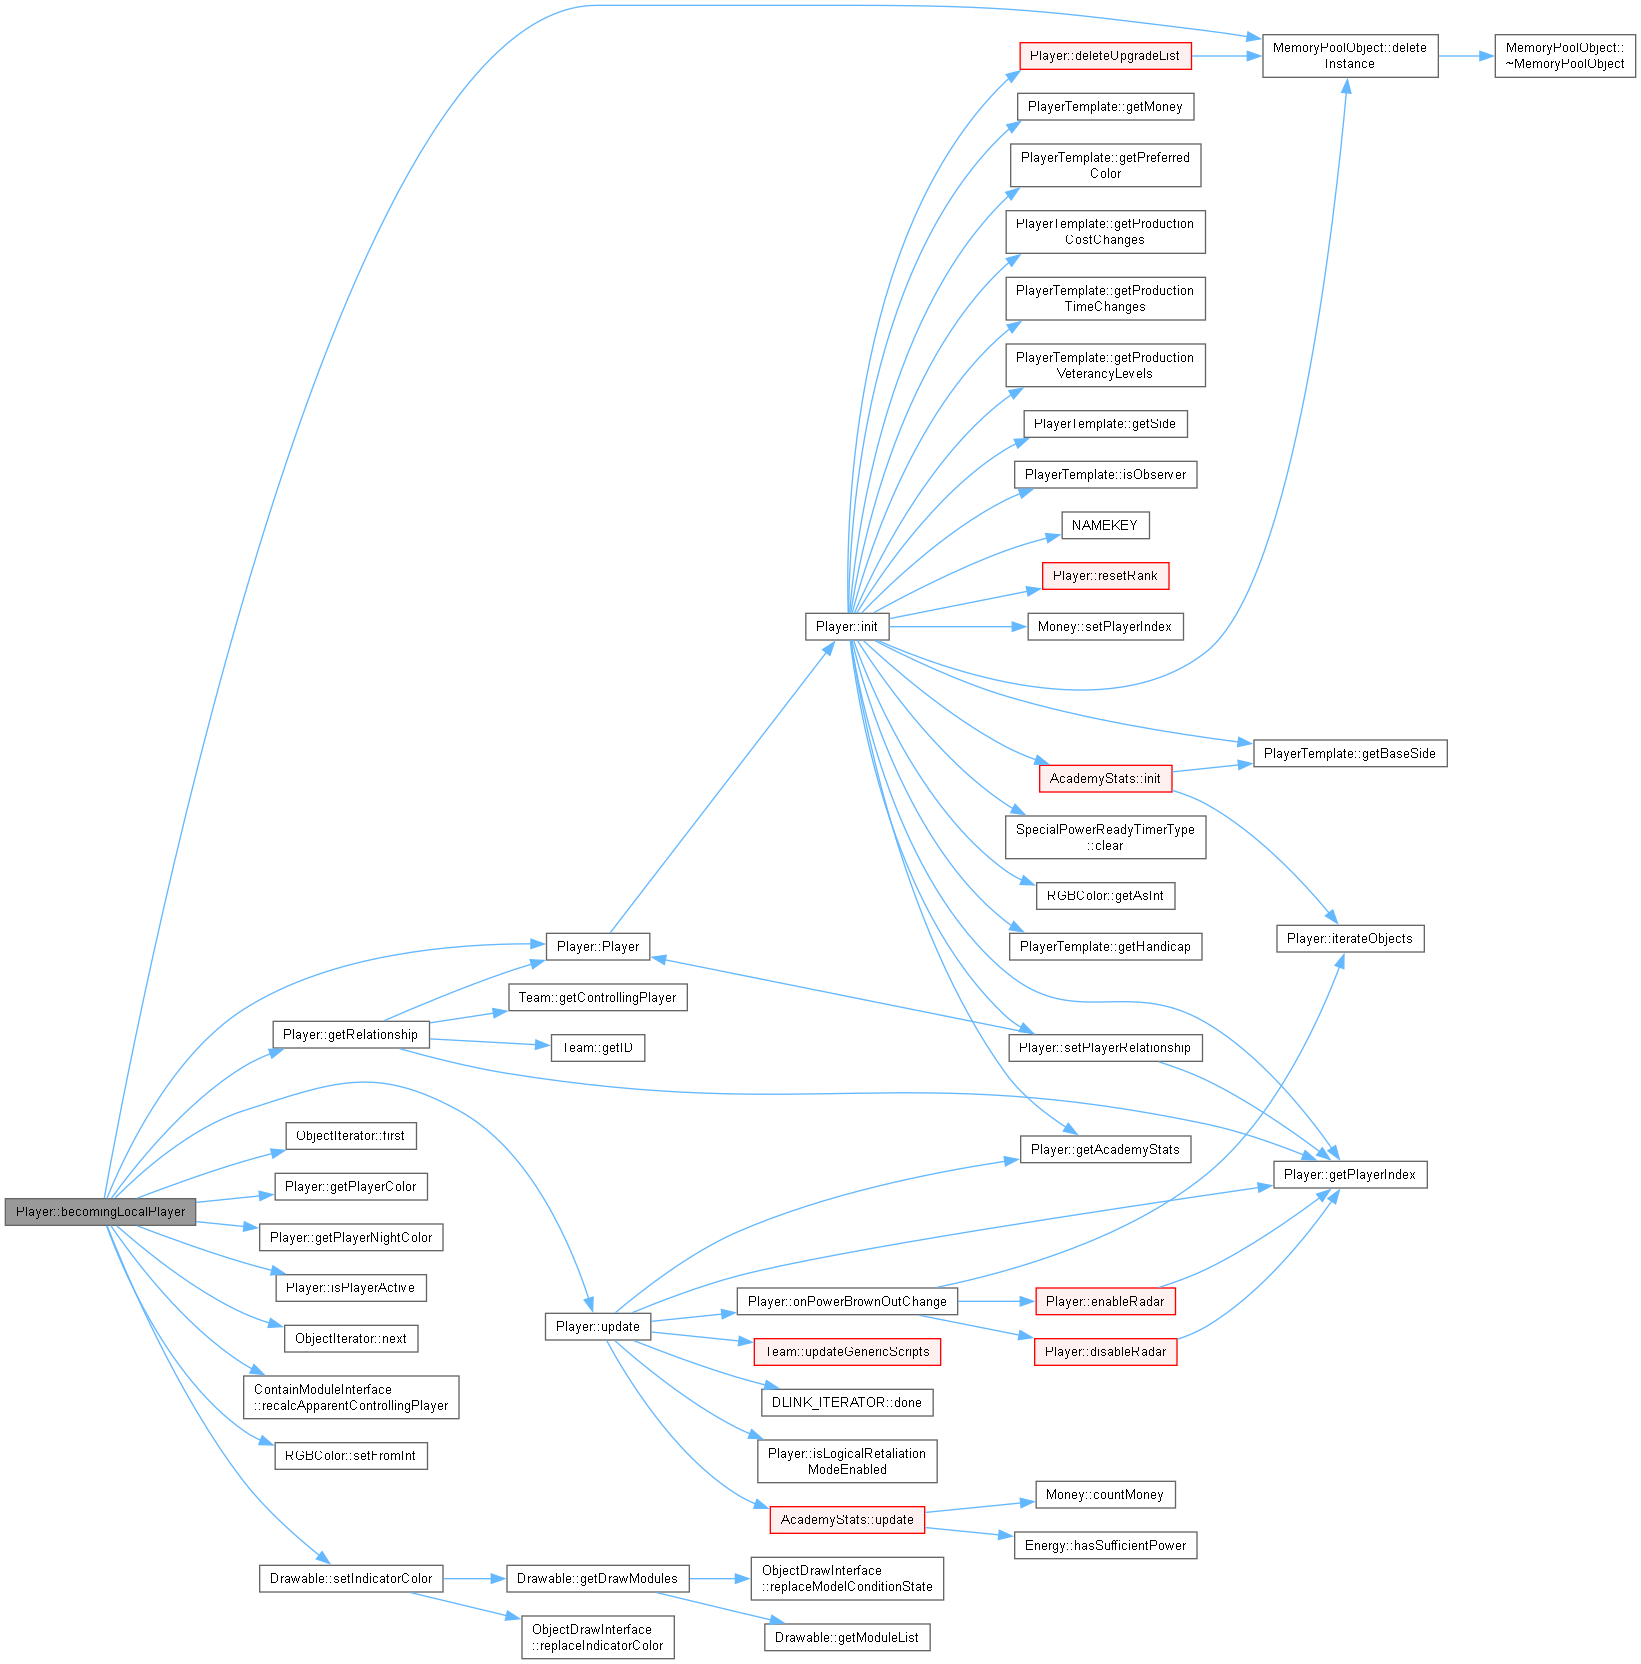 MemoryPoolObject::delete
Instance
MemoryPoolObject::
~MemoryPoolObject
Player::deleteUpgradeList
PlayerTemplate::getMoney
PlayerTemplate::getPreferred
Color
PlayerTemplate::getProduction
CostChanges
PlayerTemplate::getProduction
TimeChanges
PlayerTemplate::getProduction
VeterancyLevels
PlayerTemplate::getSide
PlayerTemplate::isObserver
NAMEKEY
Player::resetRank
Player::init
Money::setPlayerIndex
PlayerTemplate::getBaseSide
AcademyStats::init
SpecialPowerReadyTimerType
::clear
RGBColor::getAsInt
PlayerTemplate::getHandicap
Player::iterateObjects
Player::Player
Team::getControllingPlayer
Player::getRelationship
Team::getID
Player::setPlayerRelationship
ObjectIterator::first
Player::getAcademyStats
Player::getPlayerIndex
Player::getPlayerColor
Player::becomingLocalPlayer
Player::getPlayerNightColor
Player::isPlayerActive
Player::onPowerBrownOutChange
Player::enableRadar
Player::update
ObjectIterator::next
Team::updateGenericScripts
Player::disableRadar
ContainModuleInterface
::recalcApparentControllingPlayer
DLINK_ITERATOR::done
RGBColor::setFromInt
Player::isLogicalRetaliation
ModeEnabled
Money::countMoney
AcademyStats::update
Energy::hasSufficientPower
Drawable::setIndicatorColor
Drawable::getDrawModules
ObjectDrawInterface
::replaceModelConditionState
ObjectDrawInterface
::replaceIndicatorColor
Drawable::getModuleList